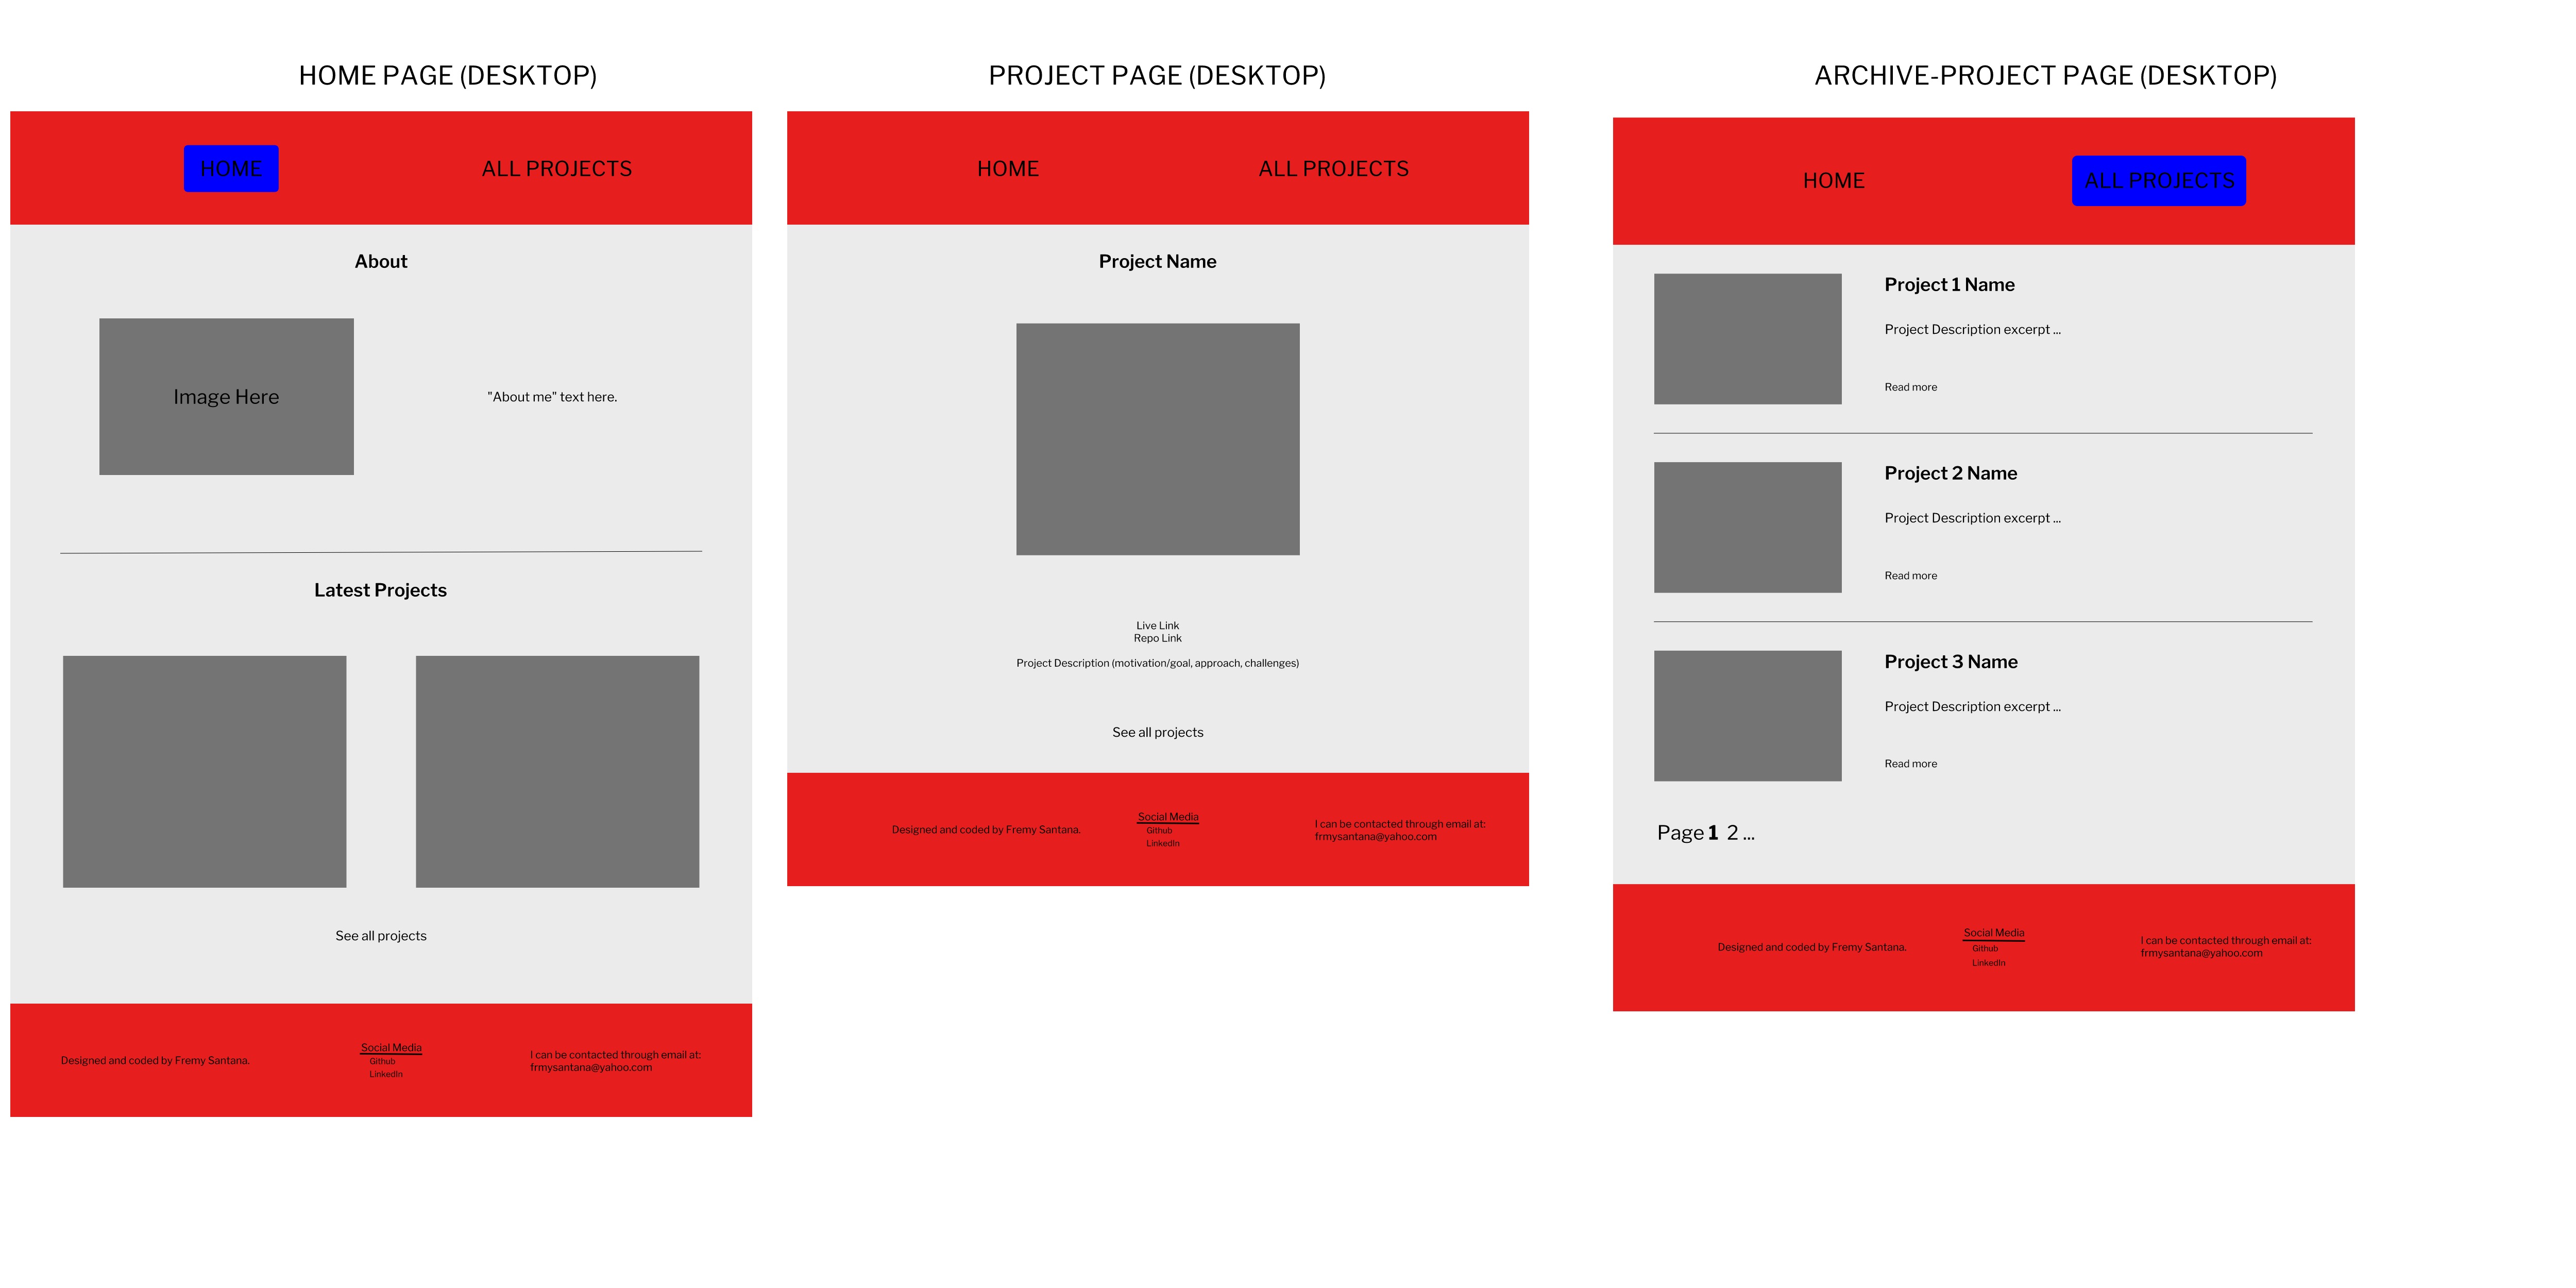 HOME PAGE (DESKTOP)
HOME
ALL PROJECTS
About
Image Here
"About me" text here.
Latest Projects
See all projects
Designed and coded by Fremy Santana.
Social Media
Github
LinkedIn
I can be contacted through email at:
frmysantana@yahoo.com
PROJECT PAGE (DESKTOP)
HOME
ALL PROJECTS
Project Name
Live Link
Repo Link
Project Description (motivation/goal, approach, challenges)
See all projects
Designed and coded by Fremy Santana.
Social Media
Github
LinkedIn
I can be contacted through email at:
frmysantana@yahoo.com
ARCHIVE-PROJECT PAGE (DESKTOP)
HOME
ALL PROJECTS
Project 1 Name
Project Description excerpt ...
Read more
Project 2 Name
Project Description excerpt ...
Read more
Project 3 Name
Project Description excerpt ...
Read more
Page 1 2 ...
Designed and coded by Fremy Santana.
Social Media
Github
LinkedIn
I can be contacted through email at:
frmysantana@yahoo.com